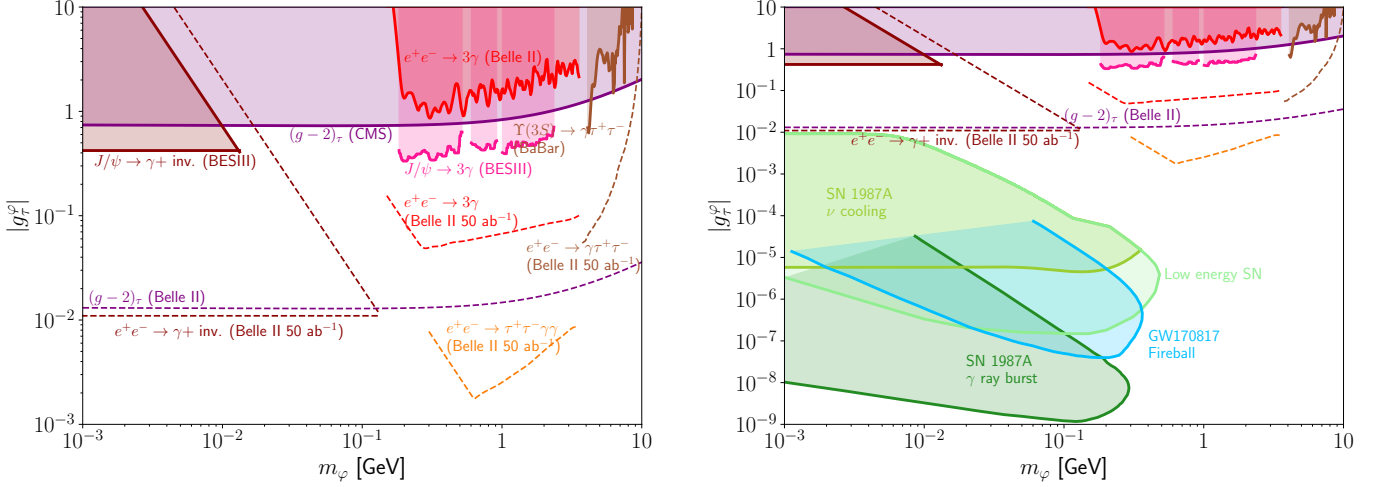 10
1
10⁻¹
10⁻²
10⁻³
|g_τ^φ|
e⁺e⁻ → 3γ (Belle II)
(g − 2)_τ (CMS)
Υ(3S) → γτ⁺τ⁻
(BaBar)
J/ψ → γ+ inv. (BESIII)
J/ψ → 3γ (BESIII)
e⁺e⁻ → 3γ
(Belle II 50 ab⁻¹)
e⁺e⁻ → γτ⁺τ⁻
(Belle II 50 ab⁻¹)
(g − 2)_τ (Belle II)
e⁺e⁻ → γ+ inv. (Belle II 50 ab⁻¹)
e⁺e⁻ → τ⁺τ⁻γγ
(Belle II 50 ab⁻¹)
10⁻³
10⁻²
10⁻¹
1
10
m_φ [GeV]
10
1
10⁻¹
10⁻²
10⁻³
10⁻⁴
10⁻⁵
10⁻⁶
10⁻⁷
10⁻⁸
10⁻⁹
|g_τ^φ|
(g − 2)_τ (Belle II)
e⁺e⁻ → γ+ inv. (Belle II 50 ab⁻¹)
SN 1987A
ν cooling
Low energy SN
GW170817
Fireball
SN 1987A
γ ray burst
10⁻³
10⁻²
10⁻¹
1
10
m_φ [GeV]